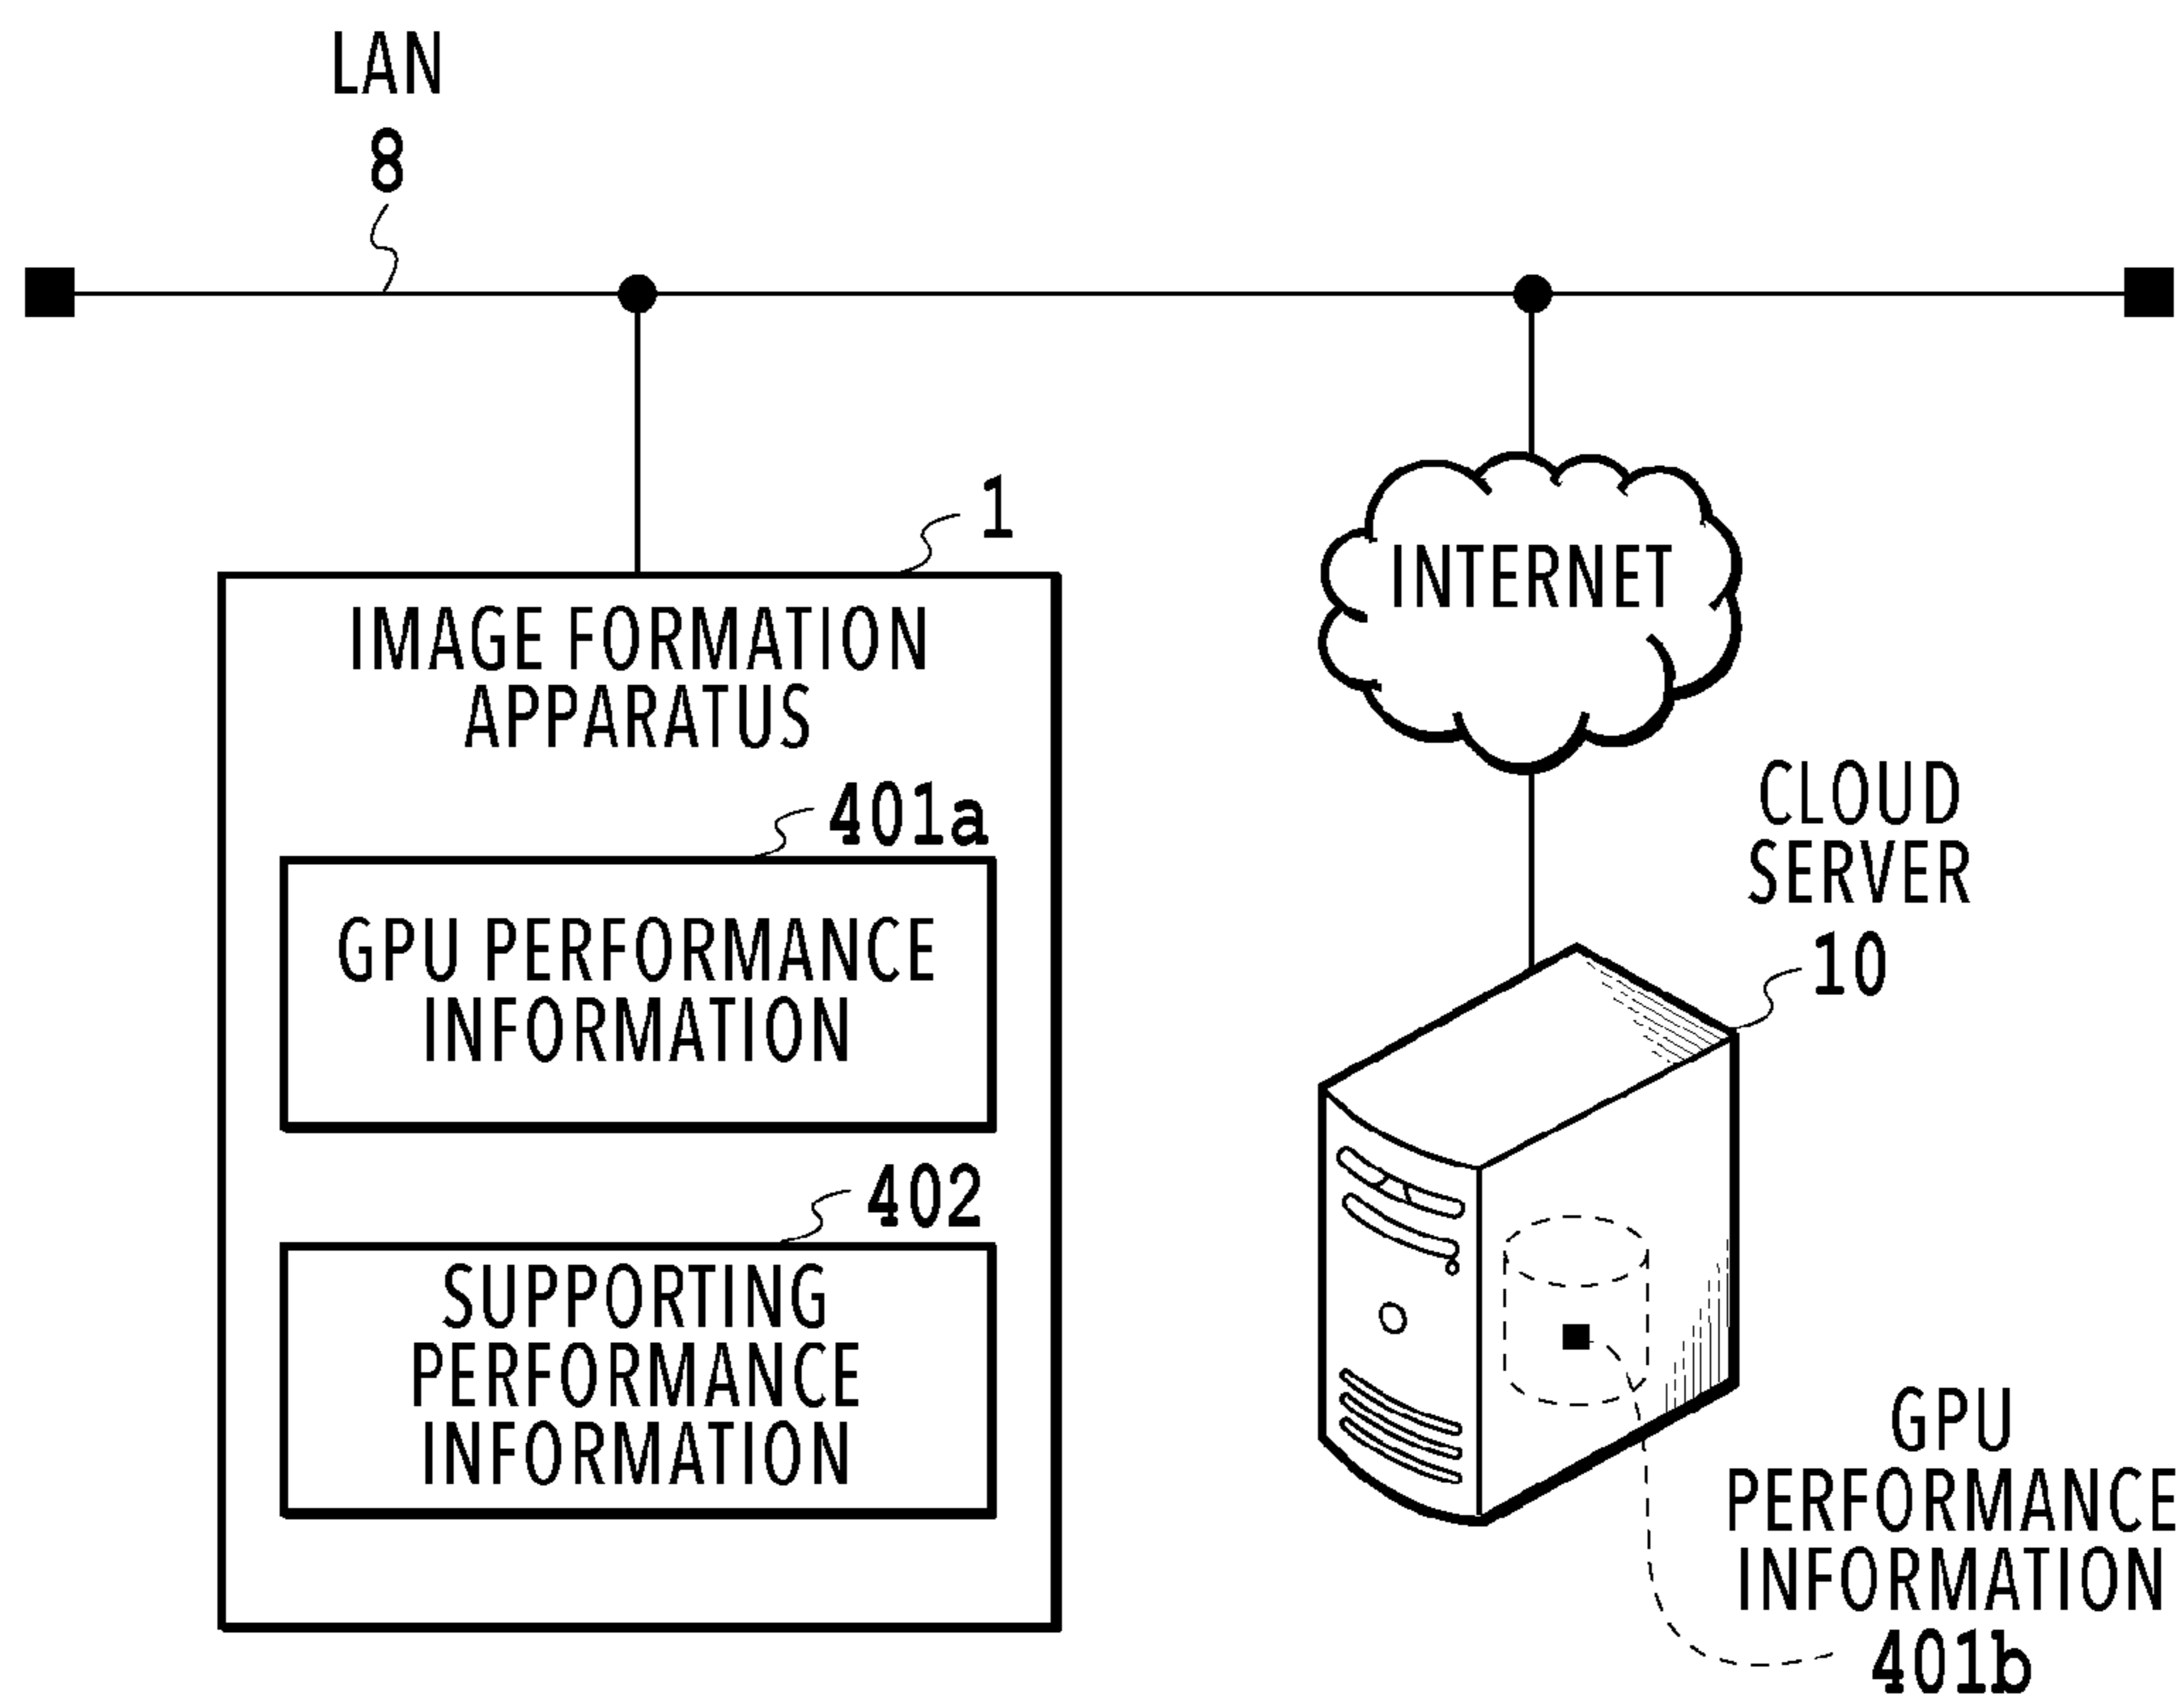 LAN
8
1
IMAGE FORMATION
APPARATUS
401a
GPU PERFORMANCE
INFORMATION
402
SUPPORTING
PERFORMANCE
INFORMATION
INTERNET
CLOUD
SERVER
10
GPU
PERFORMANCE
INFORMATION
401b